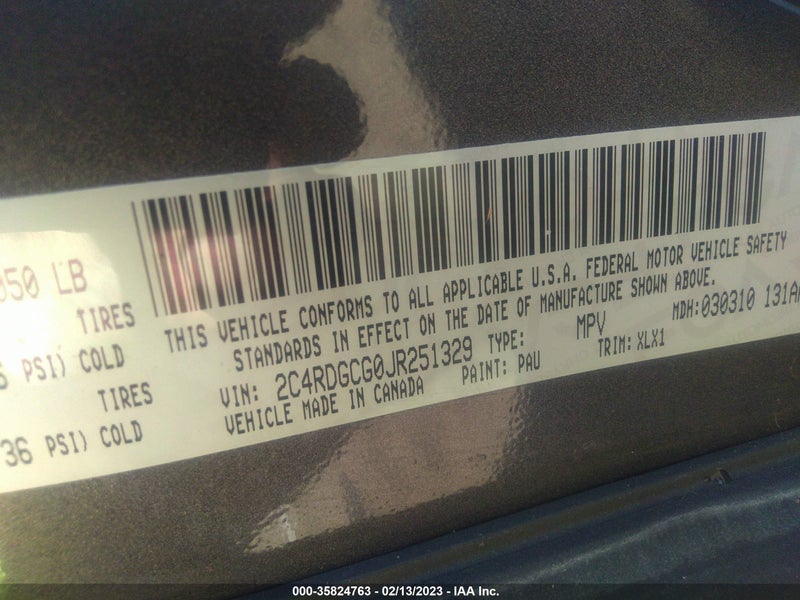 050 LB
TIRES
PSI) COLD
TIRES
36 PSI) COLD
THIS VEHICLE CONFORMS TO ALL APPLICABLE U.S.A. FEDERAL MOTOR VEHICLE SAFETY
STANDARDS IN EFFECT ON THE DATE OF MANUFACTURE SHOWN ABOVE.
VIN: 2C4RDGCG0JR251329 TYPE: MPV MDH:030310 131A
VEHICLE MADE IN CANADA PAINT: PAU TRIM: XLX1
000-35824763 - 02/13/2023 - IAA Inc.